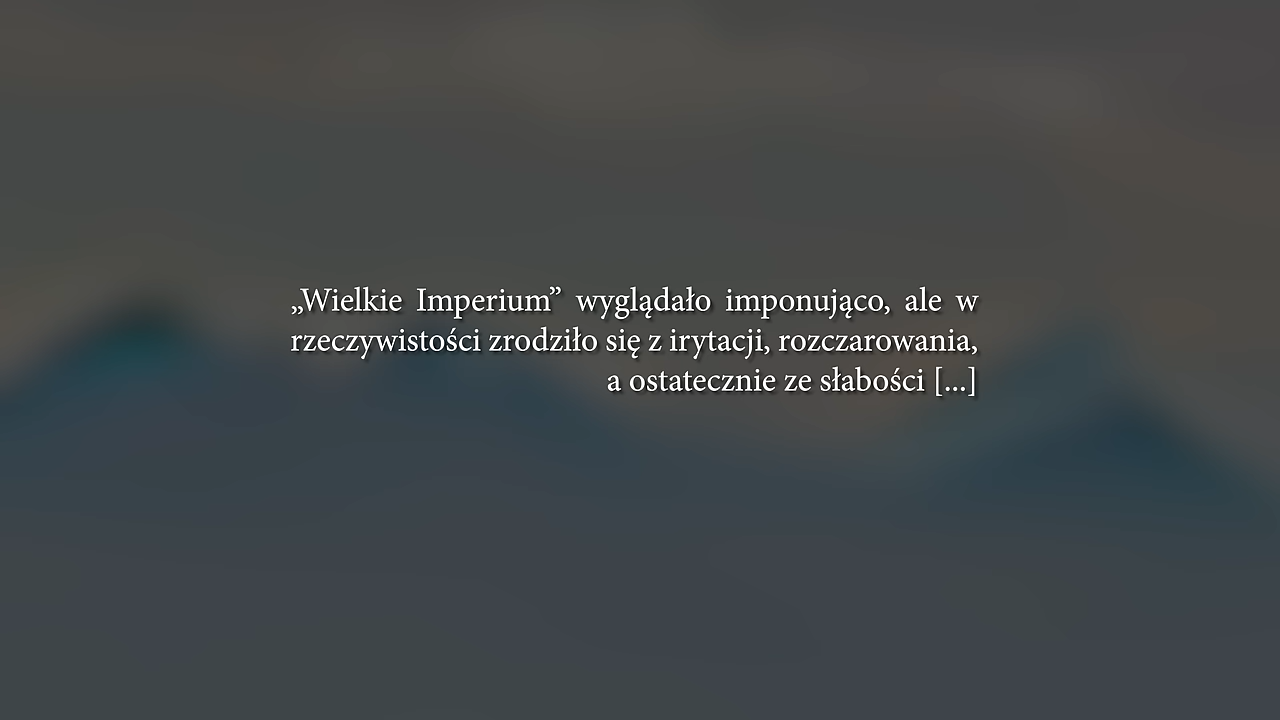 „Wielkie Imperium” wyglądało imponująco, ale w
rzeczywistości zrodziło się z irytacji, rozczarowania,
a ostatecznie ze słabości [...]